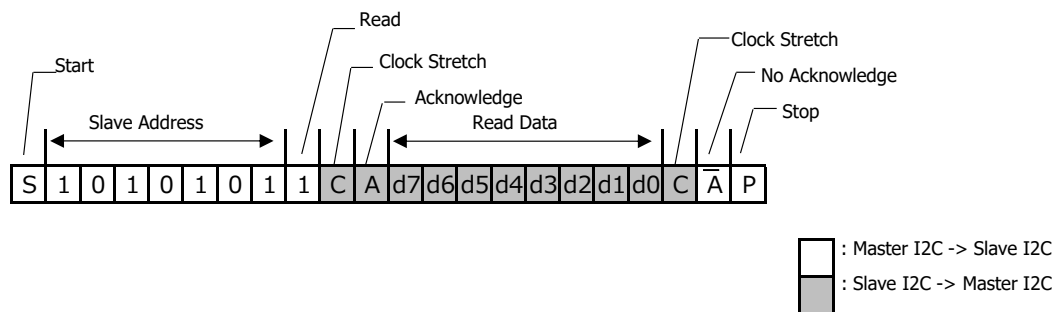 Read
Clock Stretch
Start
Clock Stretch
No Acknowledge
Acknowledge
Stop
Slave Address
Read Data
S 1 0 1 0 1 0 1 1 C A d7 d6 d5 d4 d3 d2 d1 d0 C A̅ P
: Master I2C -> Slave I2C
: Slave I2C -> Master I2C